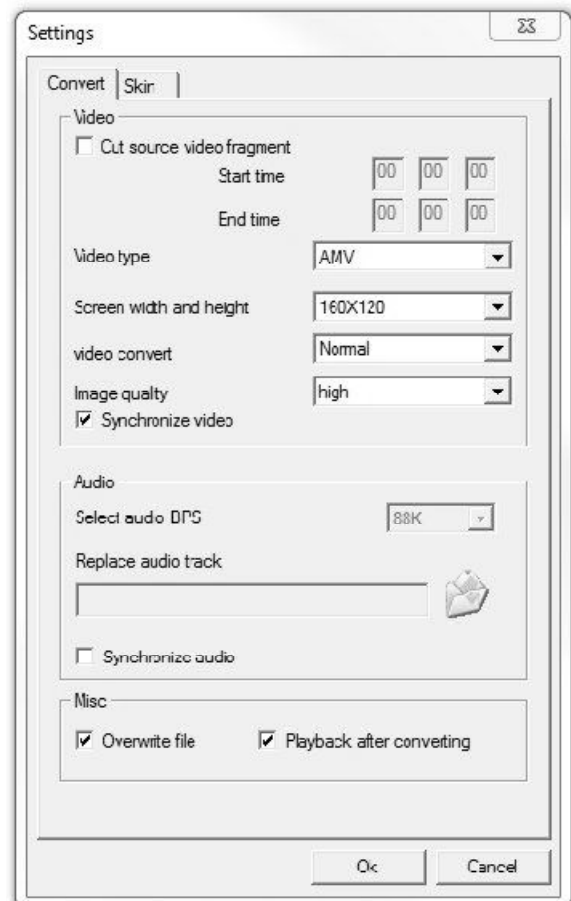 Settings
Convert Skin
Video
Cut source video fragment
Start time 00 00 00
End time 00 00 00
Video type AMV
Screen width and height 160X120
video convert Normal
Image quality high
Synchronize video
Audio
Select audio BPS 88K
Replace audio track
Synchronize audio
Misc
Overwrite file Playback after converting
Ok Cancel